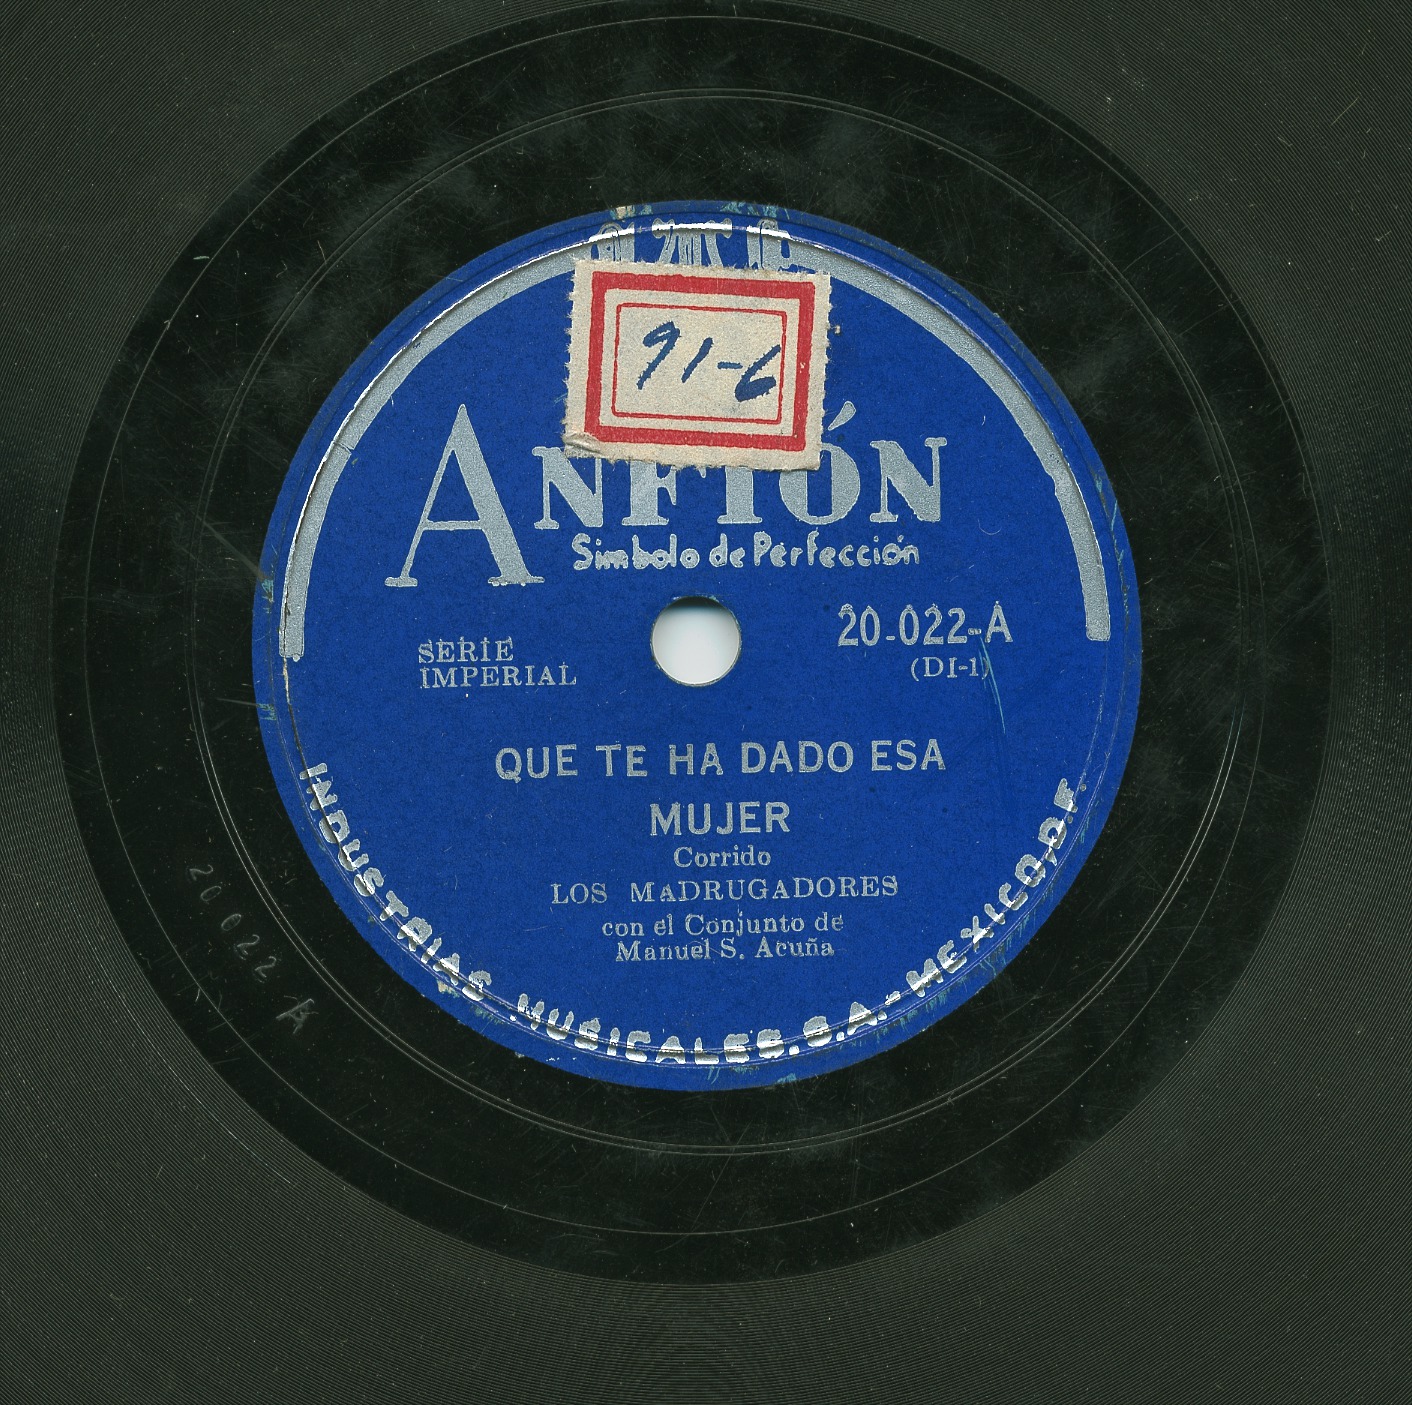 91-6
ANFIÓN
Simbolo de Perfección
SERIE
IMPERIAL
20-022-A
(DI-1)
QUE TE HA DADO ESA
MUJER
Corrido
LOS MADRUGADORES
con el Conjunto de
Manuel S. Acuña
INDUSTRIAS MUSICALES. S.A.-MEXICO, D.F.
20022 A